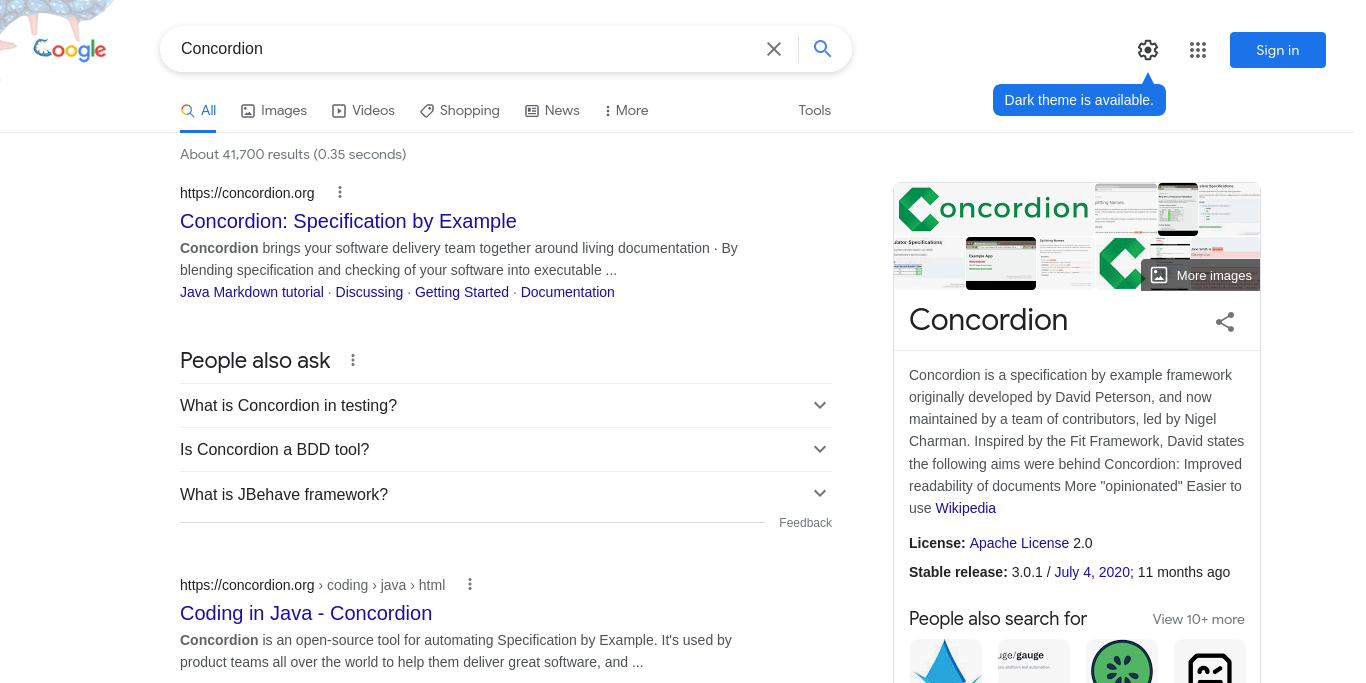 Google
Concordion
Sign in
Dark theme is available.
All
Images
Videos
Shopping
News
More
Tools
About 41,700 results (0.35 seconds)
https://concordion.org
Concordion: Specification by Example
Concordion brings your software delivery team together around living documentation · By
blending specification and checking of your software into executable ...
Java Markdown tutorial · Discussing · Getting Started · Documentation
People also ask
What is Concordion in testing?
Is Concordion a BDD tool?
What is JBehave framework?
Feedback
https://concordion.org › coding › java › html
Coding in Java - Concordion
Concordion is an open-source tool for automating Specification by Example. It's used by
product teams all over the world to help them deliver great software, and ...
Concordion
Splitting Names
Example App
More images
Concordion
Concordion is a specification by example framework
originally developed by David Peterson, and now
maintained by a team of contributors, led by Nigel
Charman. Inspired by the Fit Framework, David states
the following aims were behind Concordion: Improved
readability of documents More "opinionated" Easier to
use Wikipedia
License: Apache License 2.0
Stable release: 3.0.1 / July 4, 2020; 11 months ago
People also search for
View 10+ more
uge/gauge